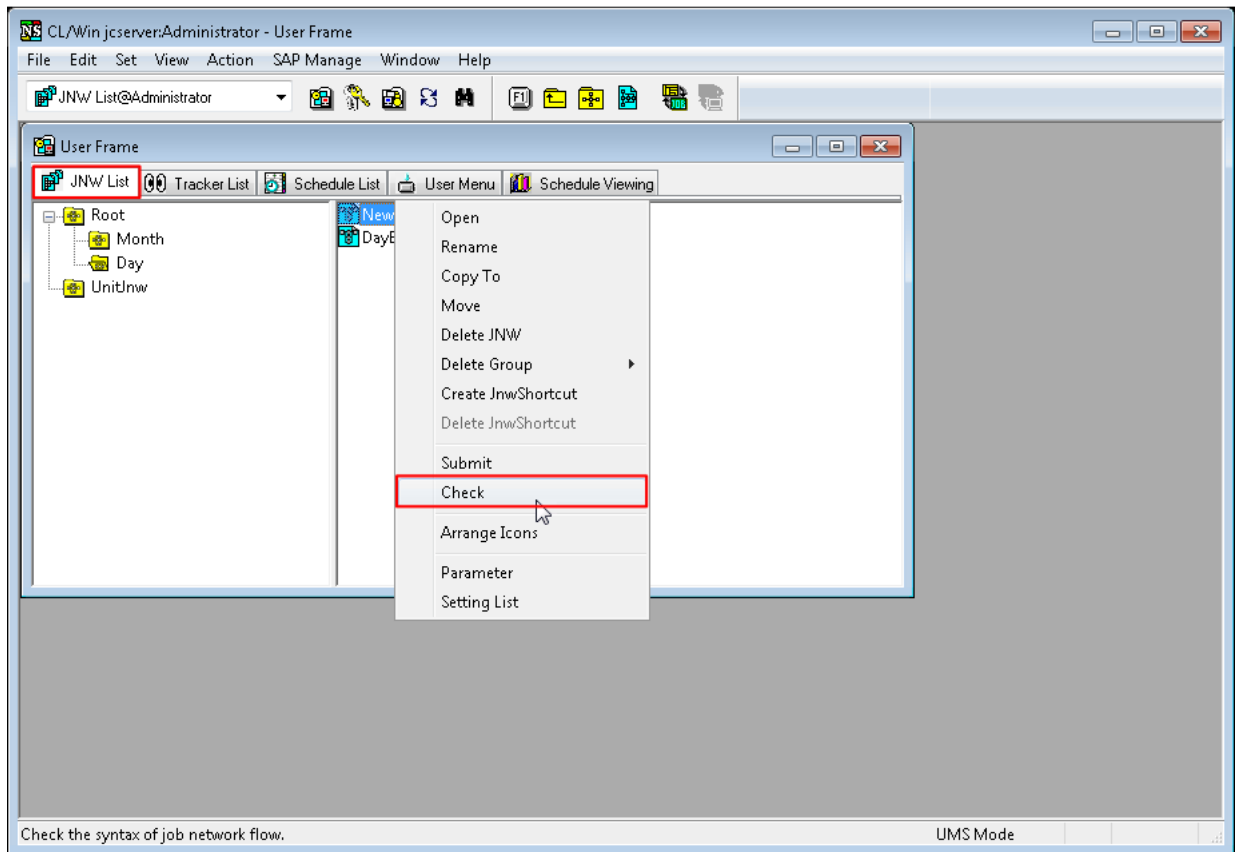 CL/Win jcserver:Administrator - User Frame
File Edit Set View Action SAP Manage Window Help
JNW List@Administrator
User Frame
JNW List Tracker List Schedule List User Menu Schedule Viewing
Root
Month
Day
UnitJnw
New
Open
Rename
Copy To
Move
Delete JNW
Delete Group
Create JnwShortcut
Delete JnwShortcut
Submit
Check
Arrange Icons
Parameter
Setting List
Check the syntax of job network flow. UMS Mode